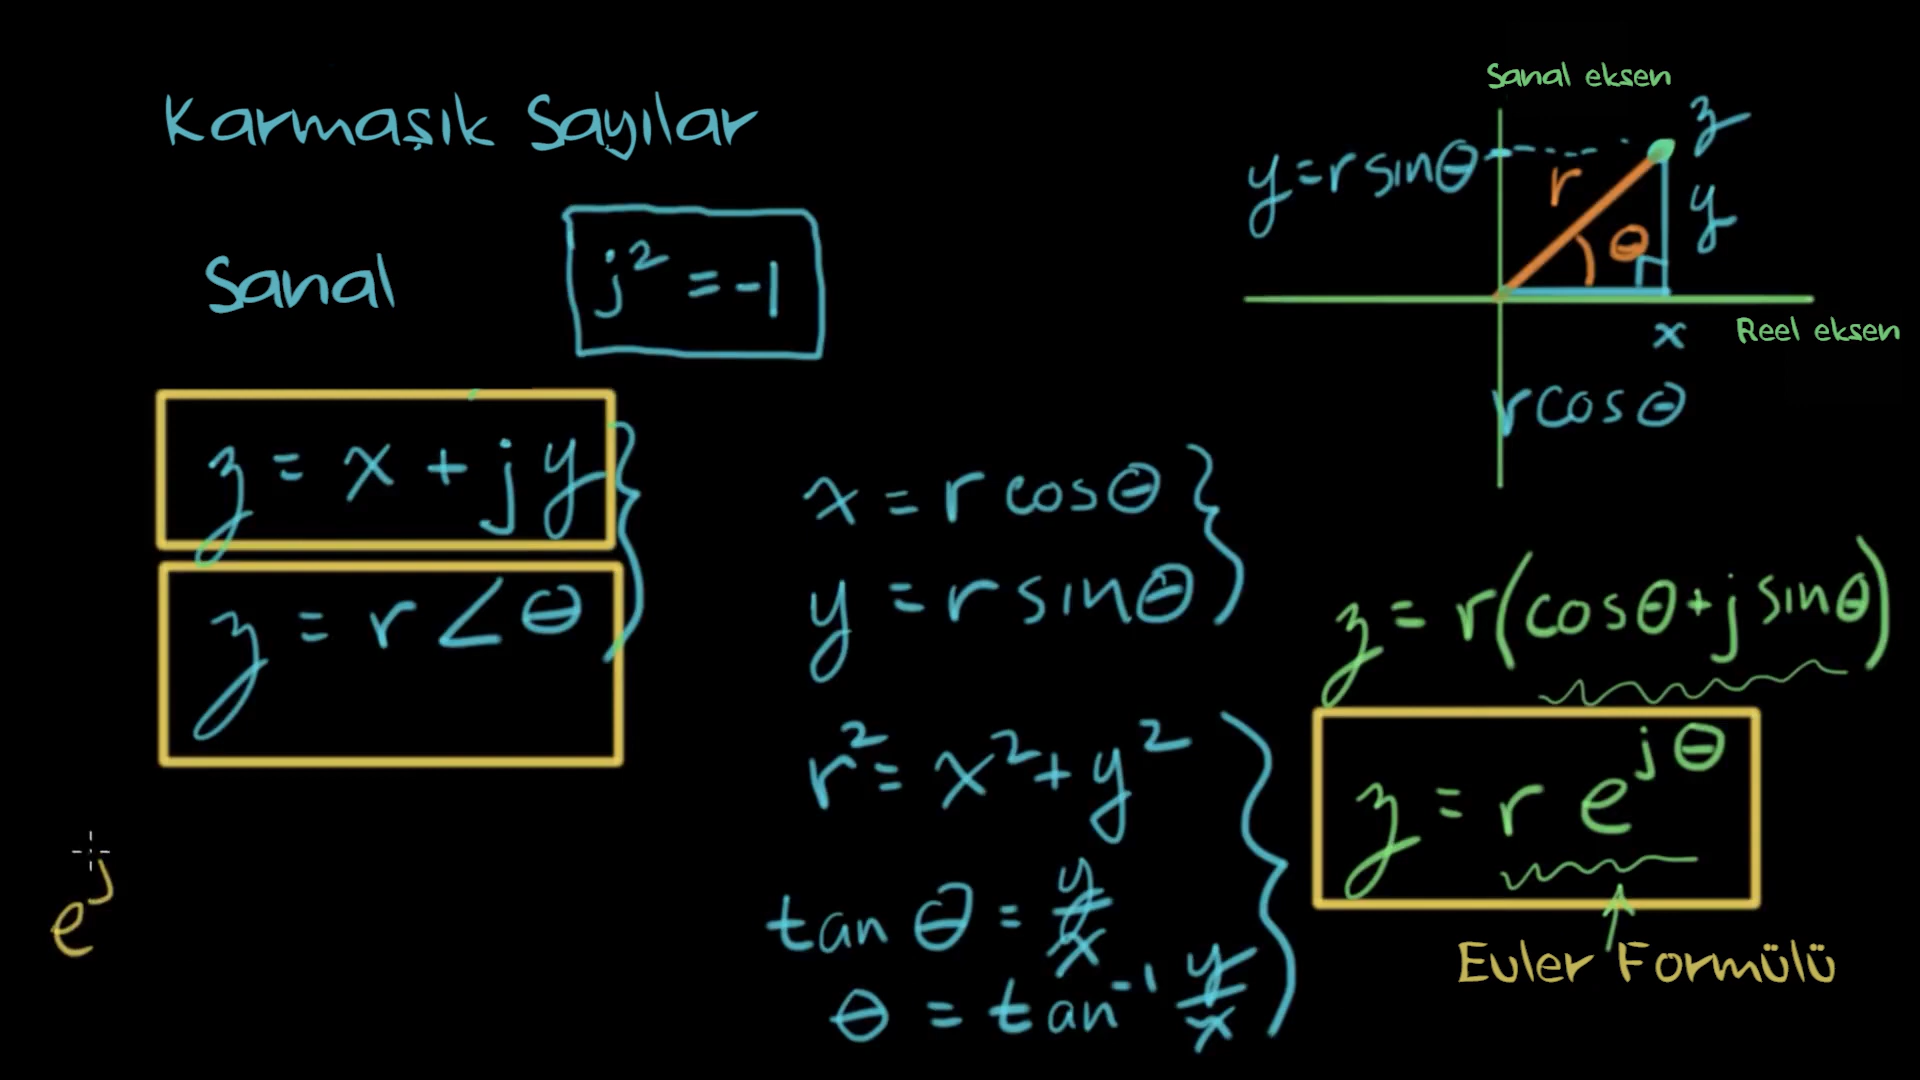 Karmaşık Sayılar
Sanal
j² = -1
z = x + jy
z = r ∠ θ
e^j
x = r cosθ
y = r sinθ
r² = x² + y²
tan θ = y/x
θ = tan⁻¹ y/x
Sanal eksen
y = r sinθ
z
r
θ
y
x
Reel eksen
r cosθ
z = r(cosθ + j sinθ)
z = r e^jθ
Euler Formülü